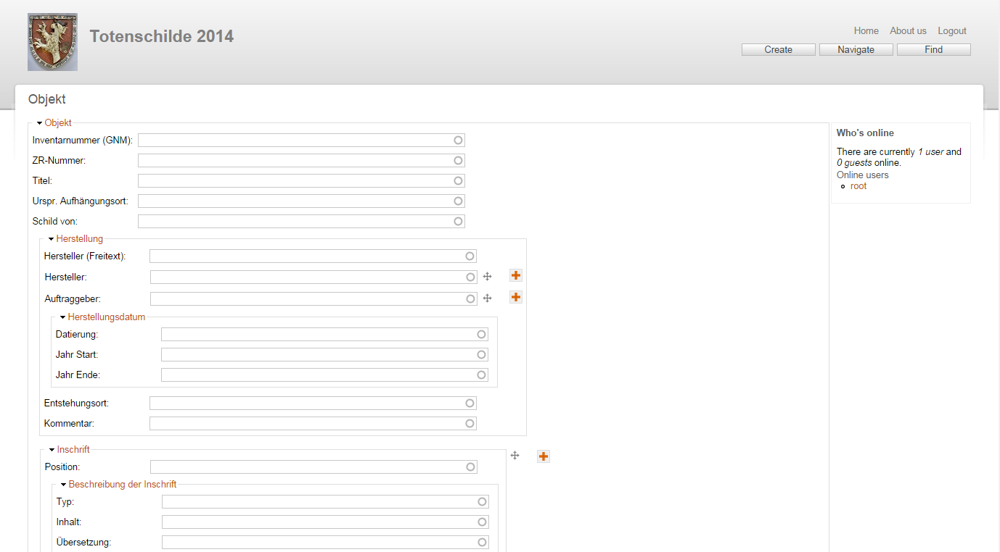 Totenschilde 2014
Home About us Logout
Create Navigate Find
Objekt
Objekt
Inventarnummer (GNM):
ZR-Nummer:
Titel:
Urspr. Aufhängungsort:
Schild von:
Herstellung
Hersteller (Freitext):
Hersteller:
Auftraggeber:
Herstellungsdatum
Datierung:
Jahr Start:
Jahr Ende:
Entstehungsort:
Kommentar:
Inschrift
Position:
Beschreibung der Inschrift
Typ:
Inhalt:
Übersetzung:
Who's online
There are currently 1 user and
0 guests online.
Online users
root